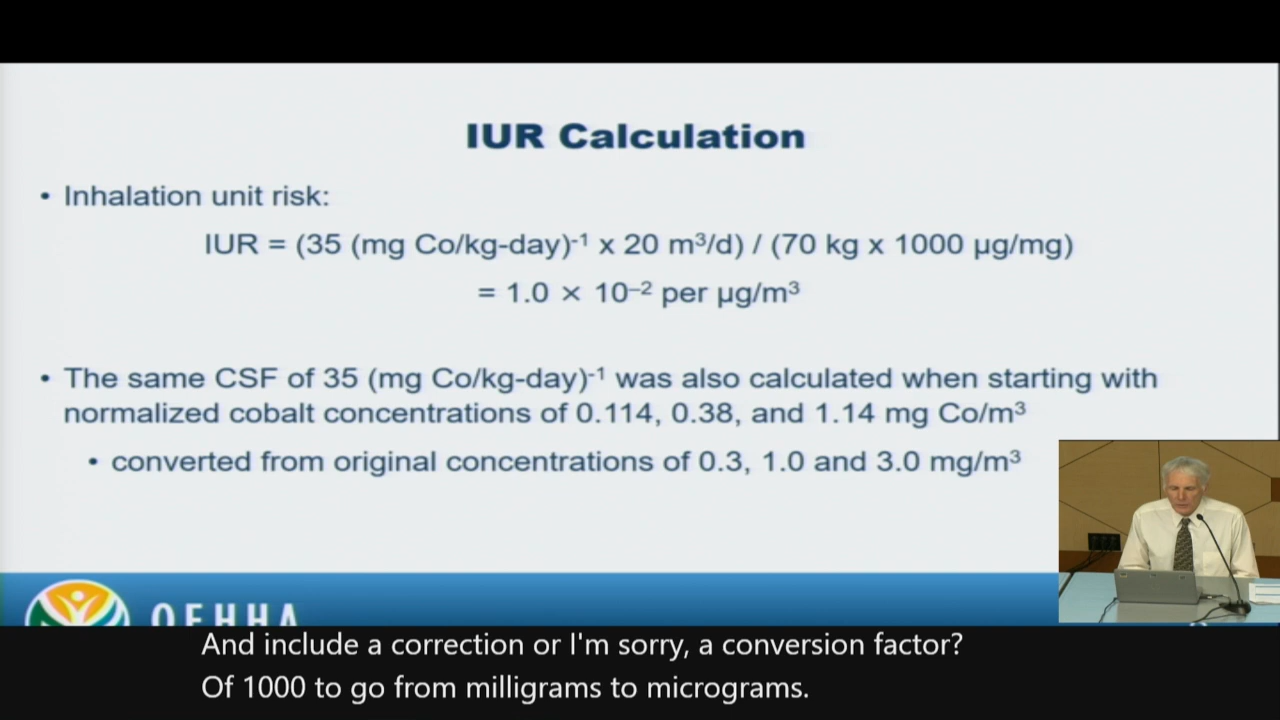 IUR Calculation
• Inhalation unit risk:
IUR = (35 (mg Co/kg-day)⁻¹ x 20 m³/d) / (70 kg x 1000 µg/mg)
= 1.0 × 10⁻² per µg/m³
• The same CSF of 35 (mg Co/kg-day)⁻¹ was also calculated when starting with
normalized cobalt concentrations of 0.114, 0.38, and 1.14 mg Co/m³
• converted from original concentrations of 0.3, 1.0 and 3.0 mg/m³
OEHHA
And include a correction or I'm sorry, a conversion factor?
Of 1000 to go from milligrams to micrograms.